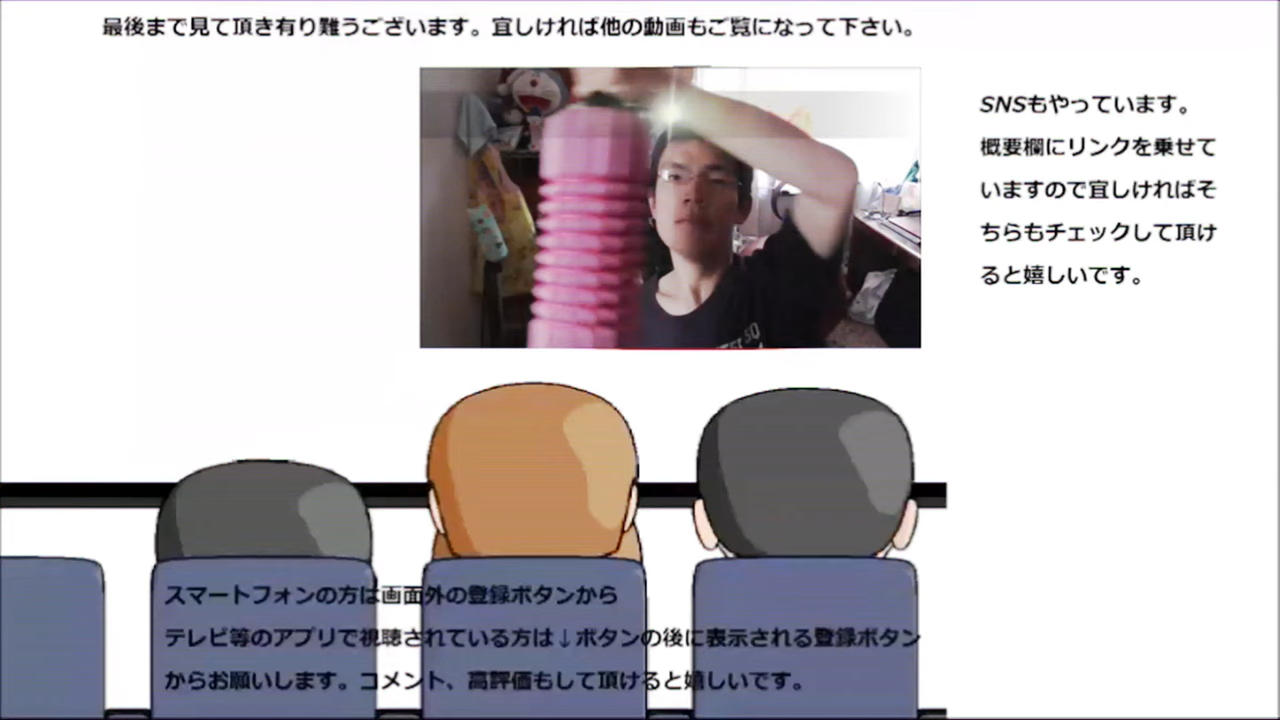 最後まで見て頂き有り難うございます。宜しければ他の動画もご覧になって下さい。
SNSもやっています。
概要欄にリンクを乗せて
いますので宜しければそ
ちらもチェックして頂け
ると嬉しいです。
スマートフォンの方は画面外の登録ボタンから
テレビ等のアプリで視聴されている方は↓ボタンの後に表示される登録ボタン
からお願いします。コメント、高評価もして頂けると嬉しいです。